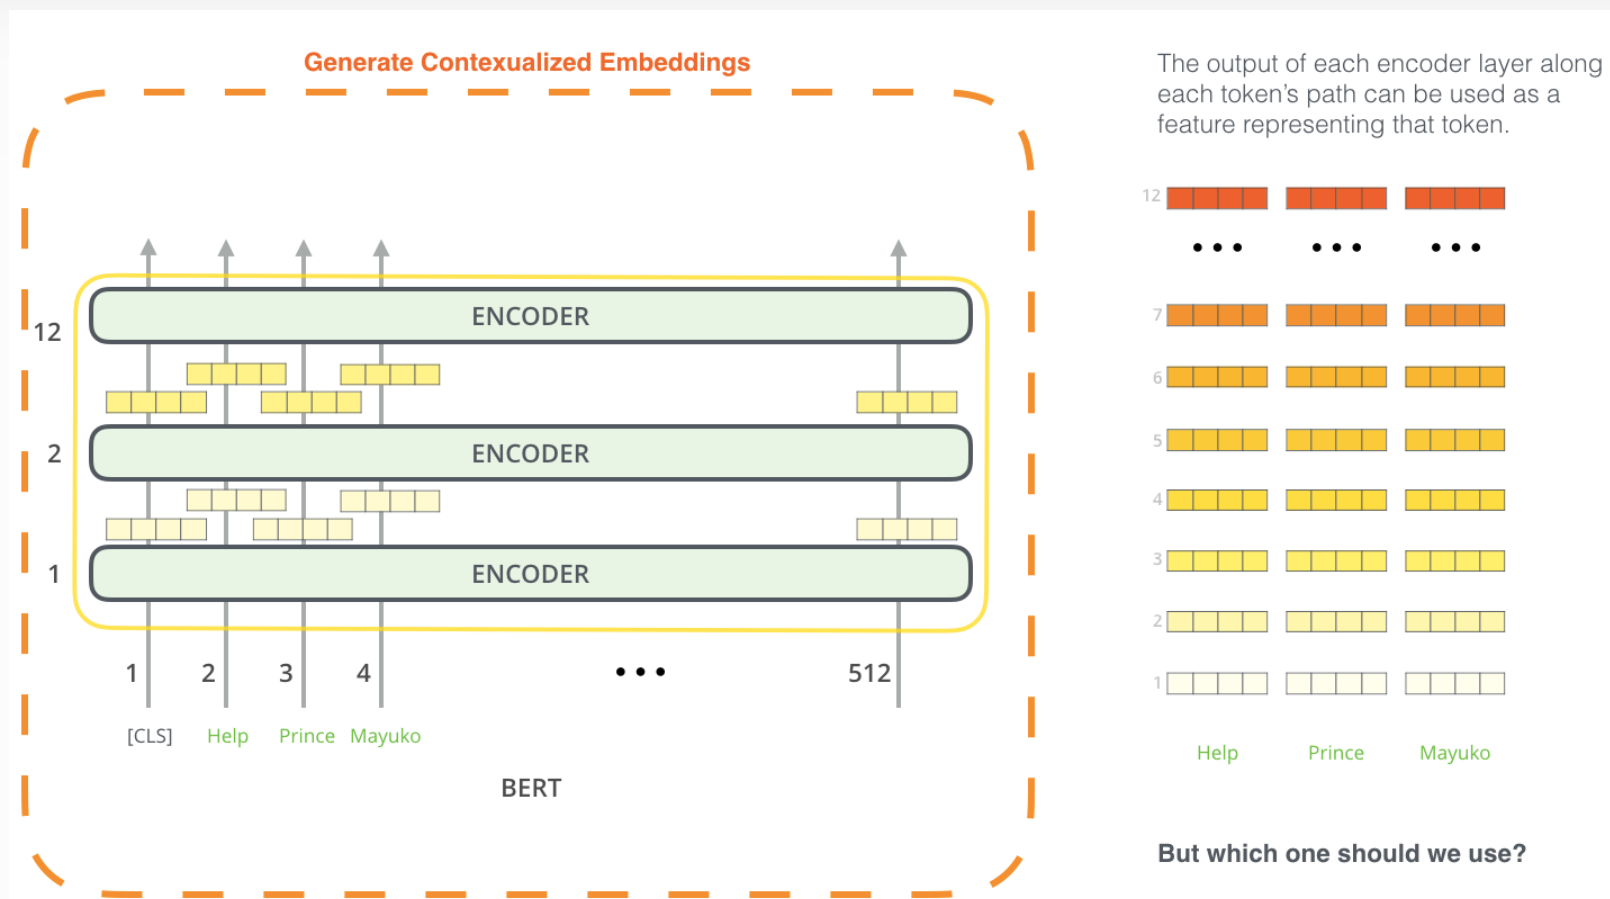 Generate Contexualized Embeddings
ENCODER
12
ENCODER
2
ENCODER
1
1 2 3 4 ••• 512
[CLS] Help Prince Mayuko
BERT
The output of each encoder layer along
each token's path can be used as a
feature representing that token.
12
•••  •••  •••
7
6
5
4
3
2
1
Help Prince Mayuko
But which one should we use?